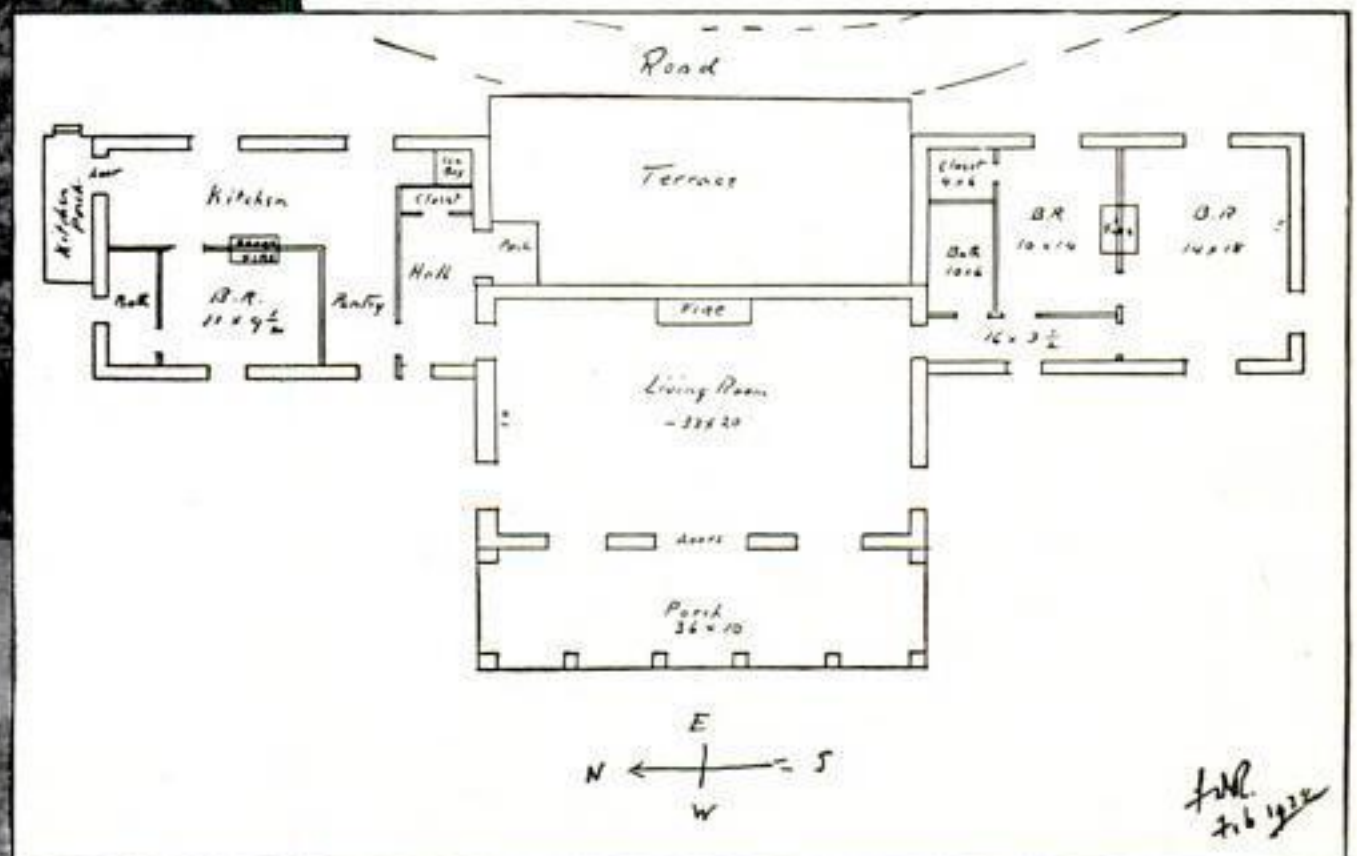 Road
Terrace
Kitchen Porch
door
Kitchen
Ice Box
Closet
Hall
Porch
Range
Bath
B.R.
11 x 9 1/2
Pantry
Fire
Living Room
33 x 20
doors
Porch
36 x 10
Closet
4 x 6
Bath
10 x 6
B.R.
10 x 14
B.R.
14 x 18
16 x 3 1/2
E
N
S
W
FDR.
Feb